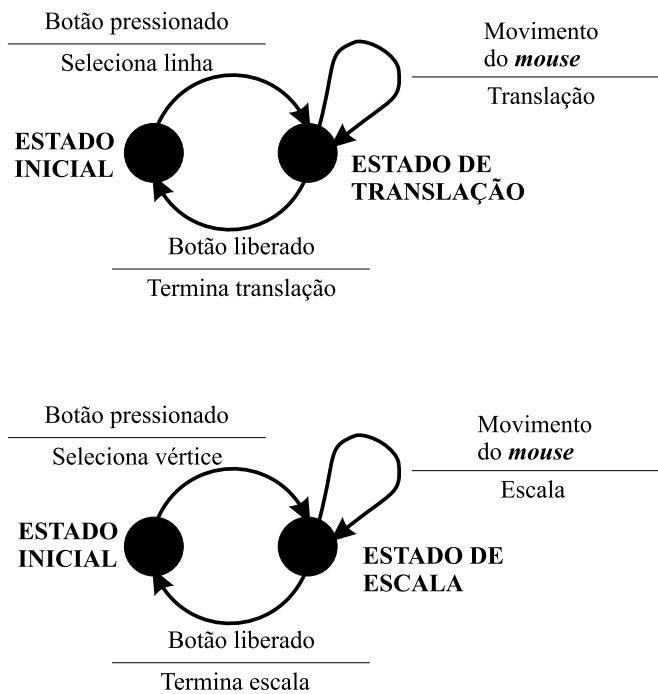 Botão pressionado
Seleciona linha
Movimento
do mouse
Translação
ESTADO
INICIAL
ESTADO DE
TRANSLAÇÃO
Botão liberado
Termina translação
Botão pressionado
Seleciona vértice
Movimento
do mouse
Escala
ESTADO
INICIAL
ESTADO DE
ESCALA
Botão liberado
Termina escala